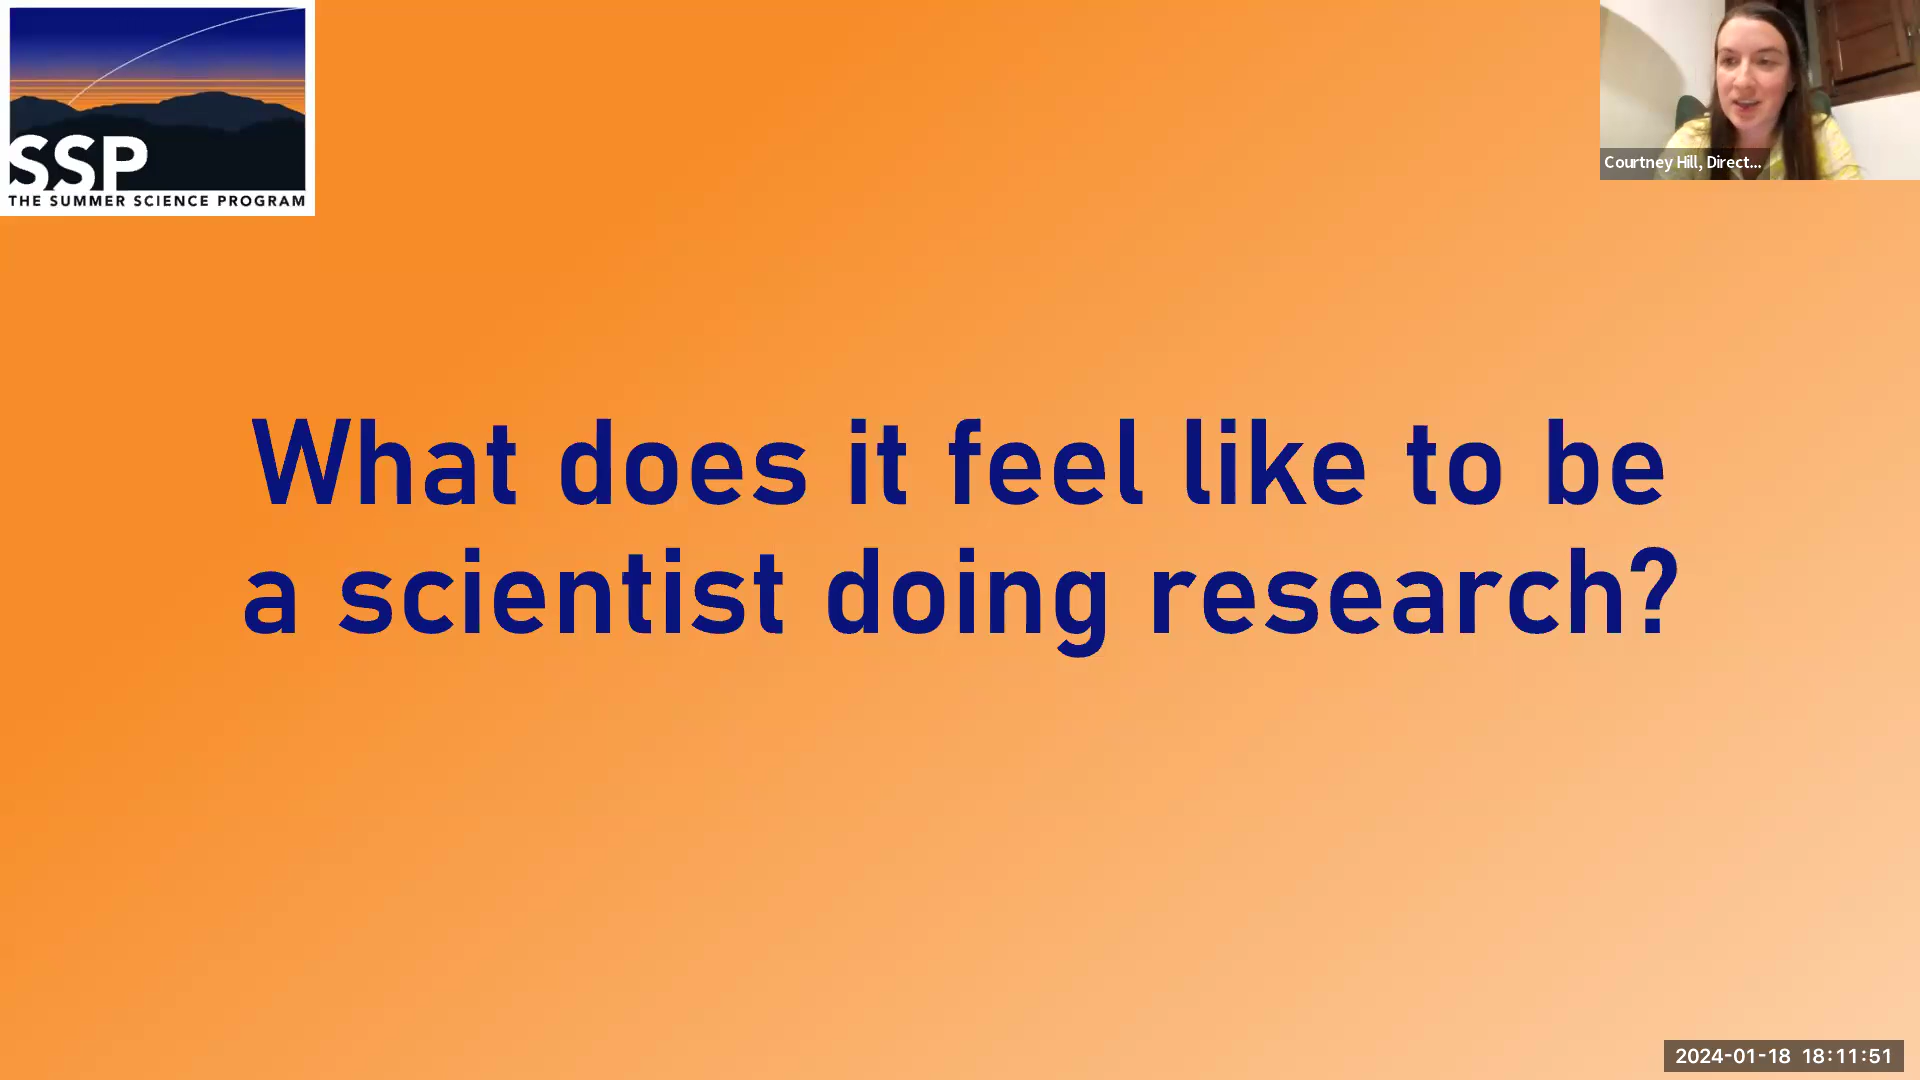 SSP
THE SUMMER SCIENCE PROGRAM
Courtney Hill, Direct...
What does it feel like to be
a scientist doing research?
2024-01-18 18:11:51